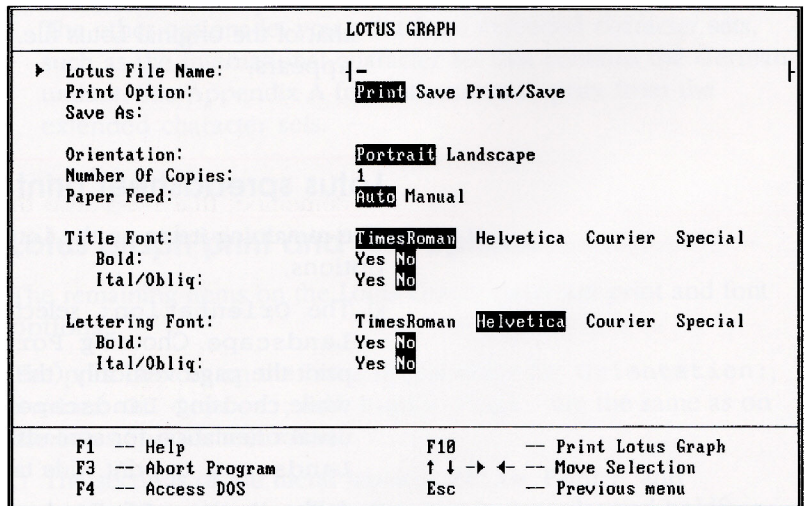 LOTUS GRAPH
► Lotus File Name: ┤_ ├
Print Option: Print Save Print/Save
Save As:
Orientation: Portrait Landscape
Number Of Copies: 1
Paper Feed: Auto Manual
Title Font: TimesRoman Helvetica Courier Special
Bold: Yes No
Ital/Obliq: Yes No
Lettering Font: TimesRoman Helvetica Courier Special
Bold: Yes No
Ital/Obliq: Yes No
F1 -- Help F10 -- Print Lotus Graph
F3 -- Abort Program ↑ ↓ → ← -- Move Selection
F4 -- Access DOS Esc -- Previous menu